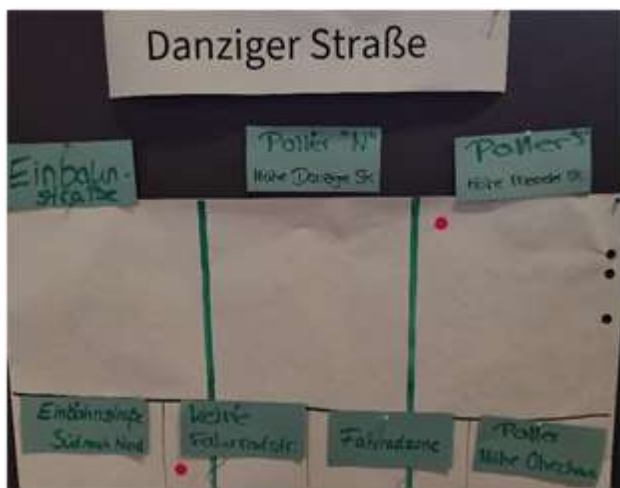 Danziger Straße
Einbahn-
straße
Poller "N"
Höhe Danziger Str.
Poller "S"
Höhe
Einbahnstraße
Süd nach Nord
keine
Fahrradstr.
Fahrradzone
Poller
Höhe